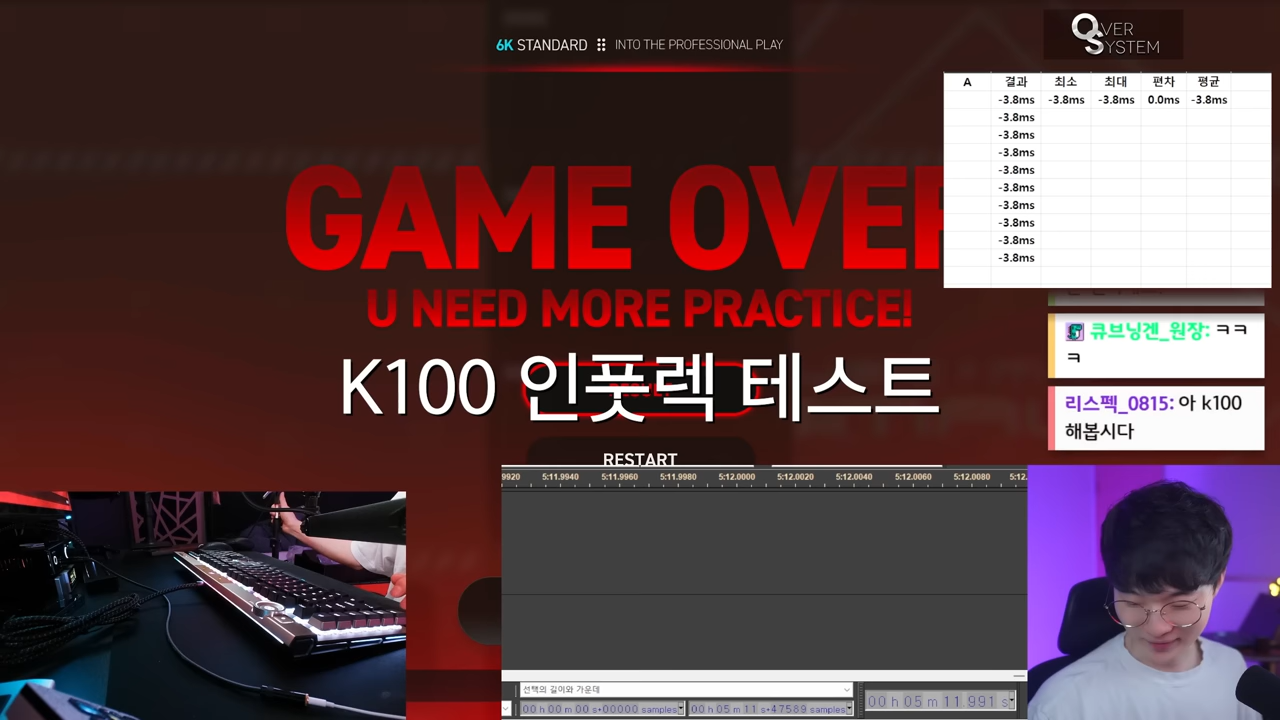 6K STANDARD INTO THE PROFESSIONAL PLAY
OVER
SYSTEM
A 결과 최소 최대 편차 평균
-3.8ms -3.8ms -3.8ms 0.0ms -3.8ms
-3.8ms
-3.8ms
-3.8ms
-3.8ms
-3.8ms
-3.8ms
-3.8ms
-3.8ms
-3.8ms
GAME OVER
U NEED MORE PRACTICE!
큐브닝겐_원장: ㅋㅋ
ㅋ
리스펙_0815: 아 k100
해봅시다
K100 인풋렉 테스트
RESTART
9920 5:11.9940 5:11.9960 5:11.9980 5:12.0000 5:12.0020 5:12.0040 5:12.0060 5:12.0080 5:12.
선택의 길이와 가운데
00 h 00 m 00 s+00000 samples 00 h 05 m 11 s+47589 samples 00 h 05 m 11.991 s